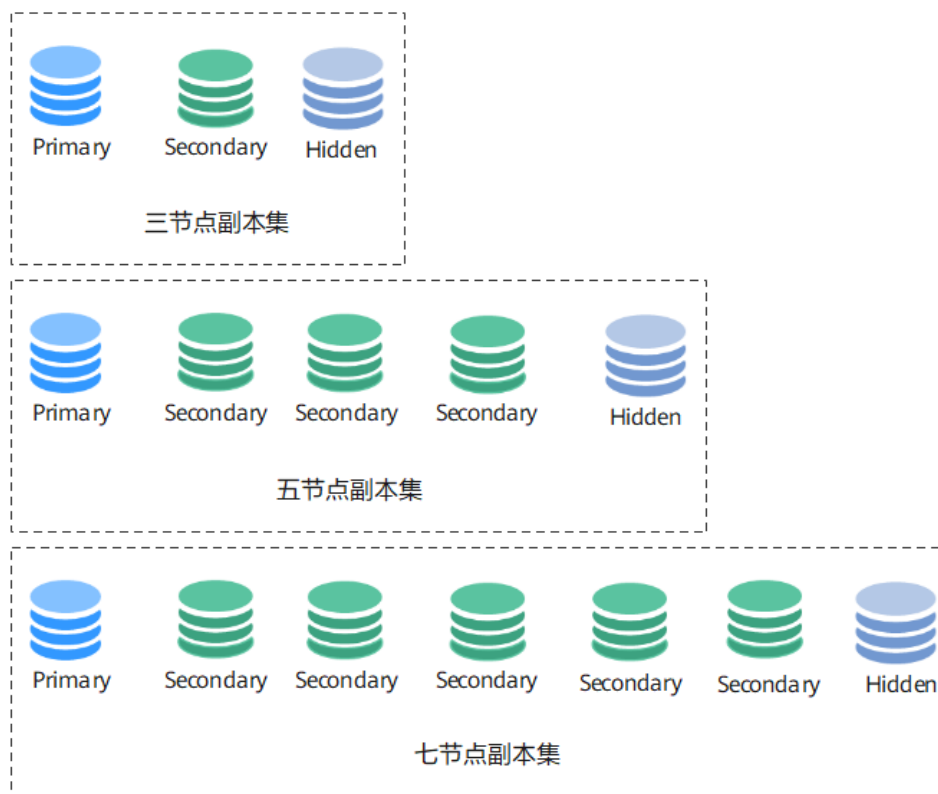 Primary Secondary Hidden
三节点副本集
Primary Secondary Secondary Secondary Hidden
五节点副本集
Primary Secondary Secondary Secondary Secondary Secondary Hidden
七节点副本集